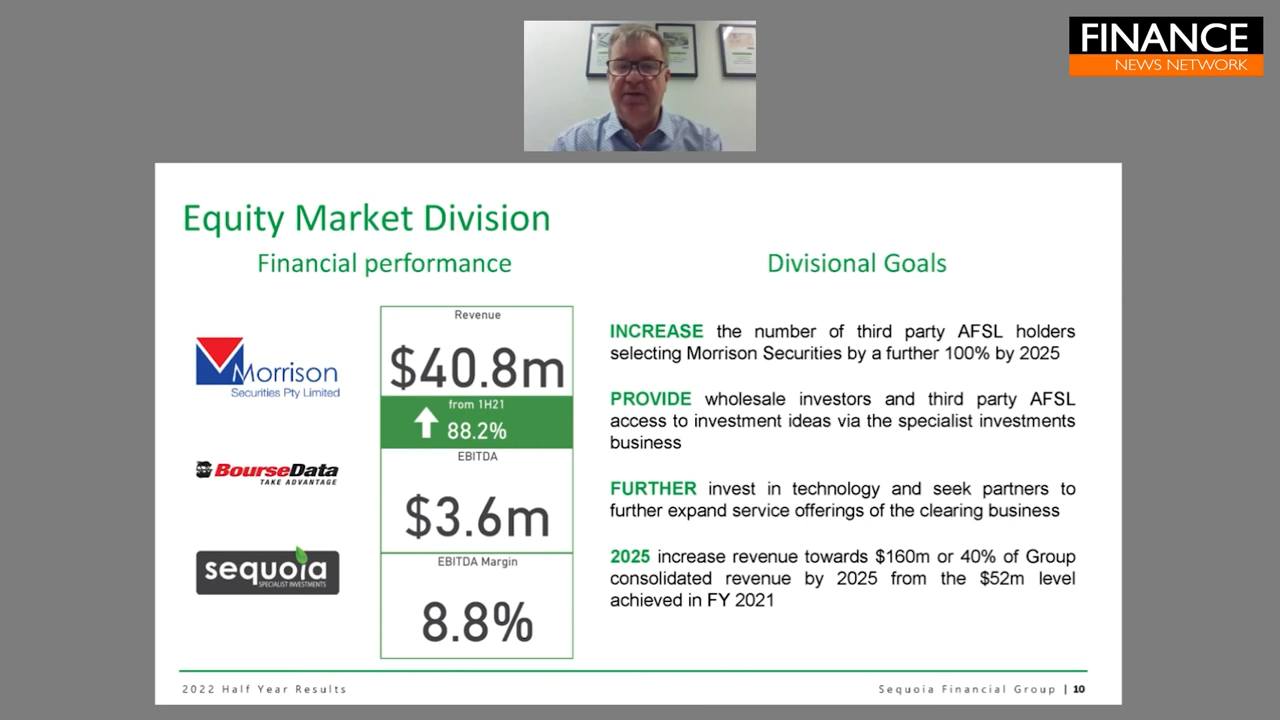 FINANCE
NEWS NETWORK
Equity Market Division
Financial performance
Divisional Goals
Morrison
Securities Pty Limited
BourseData
TAKE ADVANTAGE
sequoia
SPECIALIST INVESTMENTS
Revenue
$40.8m
from 1H21
88.2%
EBITDA
$3.6m
EBITDA Margin
8.8%
INCREASE the number of third party AFSL holders
selecting Morrison Securities by a further 100% by 2025
PROVIDE wholesale investors and third party AFSL
access to investment ideas via the specialist investments
business
FURTHER invest in technology and seek partners to
further expand service offerings of the clearing business
2025 increase revenue towards $160m or 40% of Group
consolidated revenue by 2025 from the $52m level
achieved in FY 2021
2022 Half Year Results
Sequoia Financial Group | 10